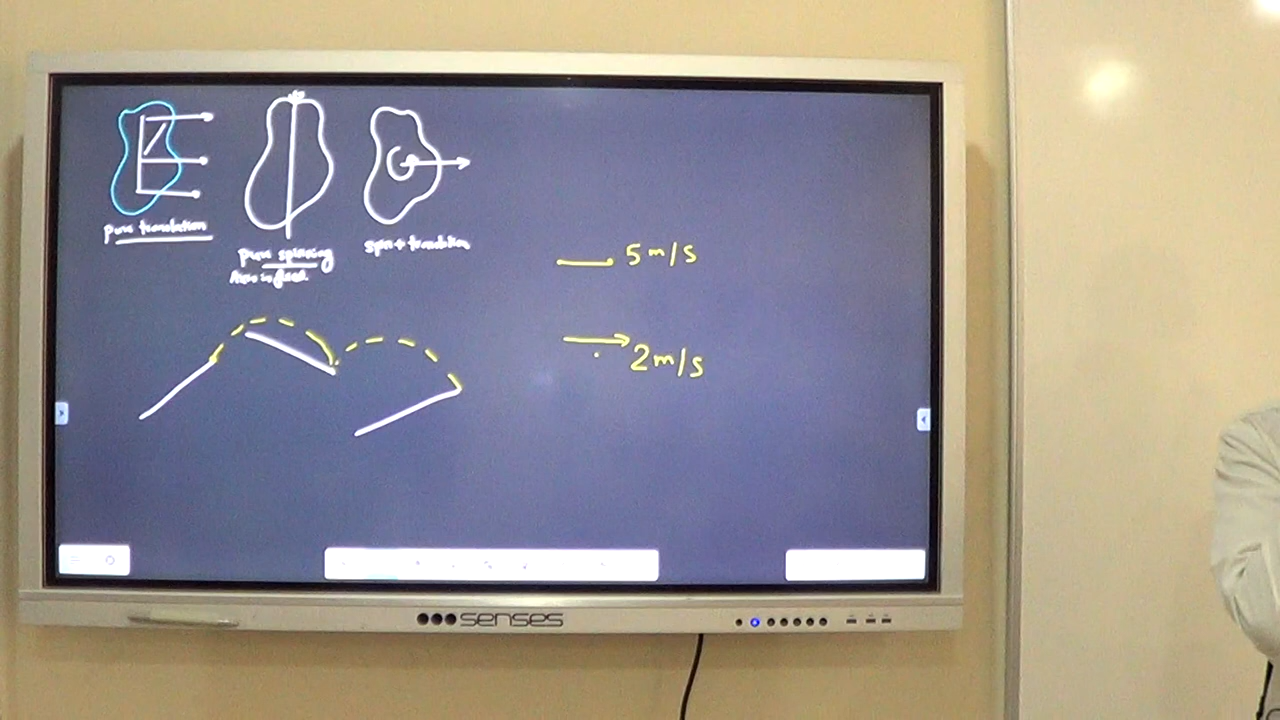 pure translation
pure spinning
Axis is fixed.
spin + translation
5 m/s
2 m/s
senses